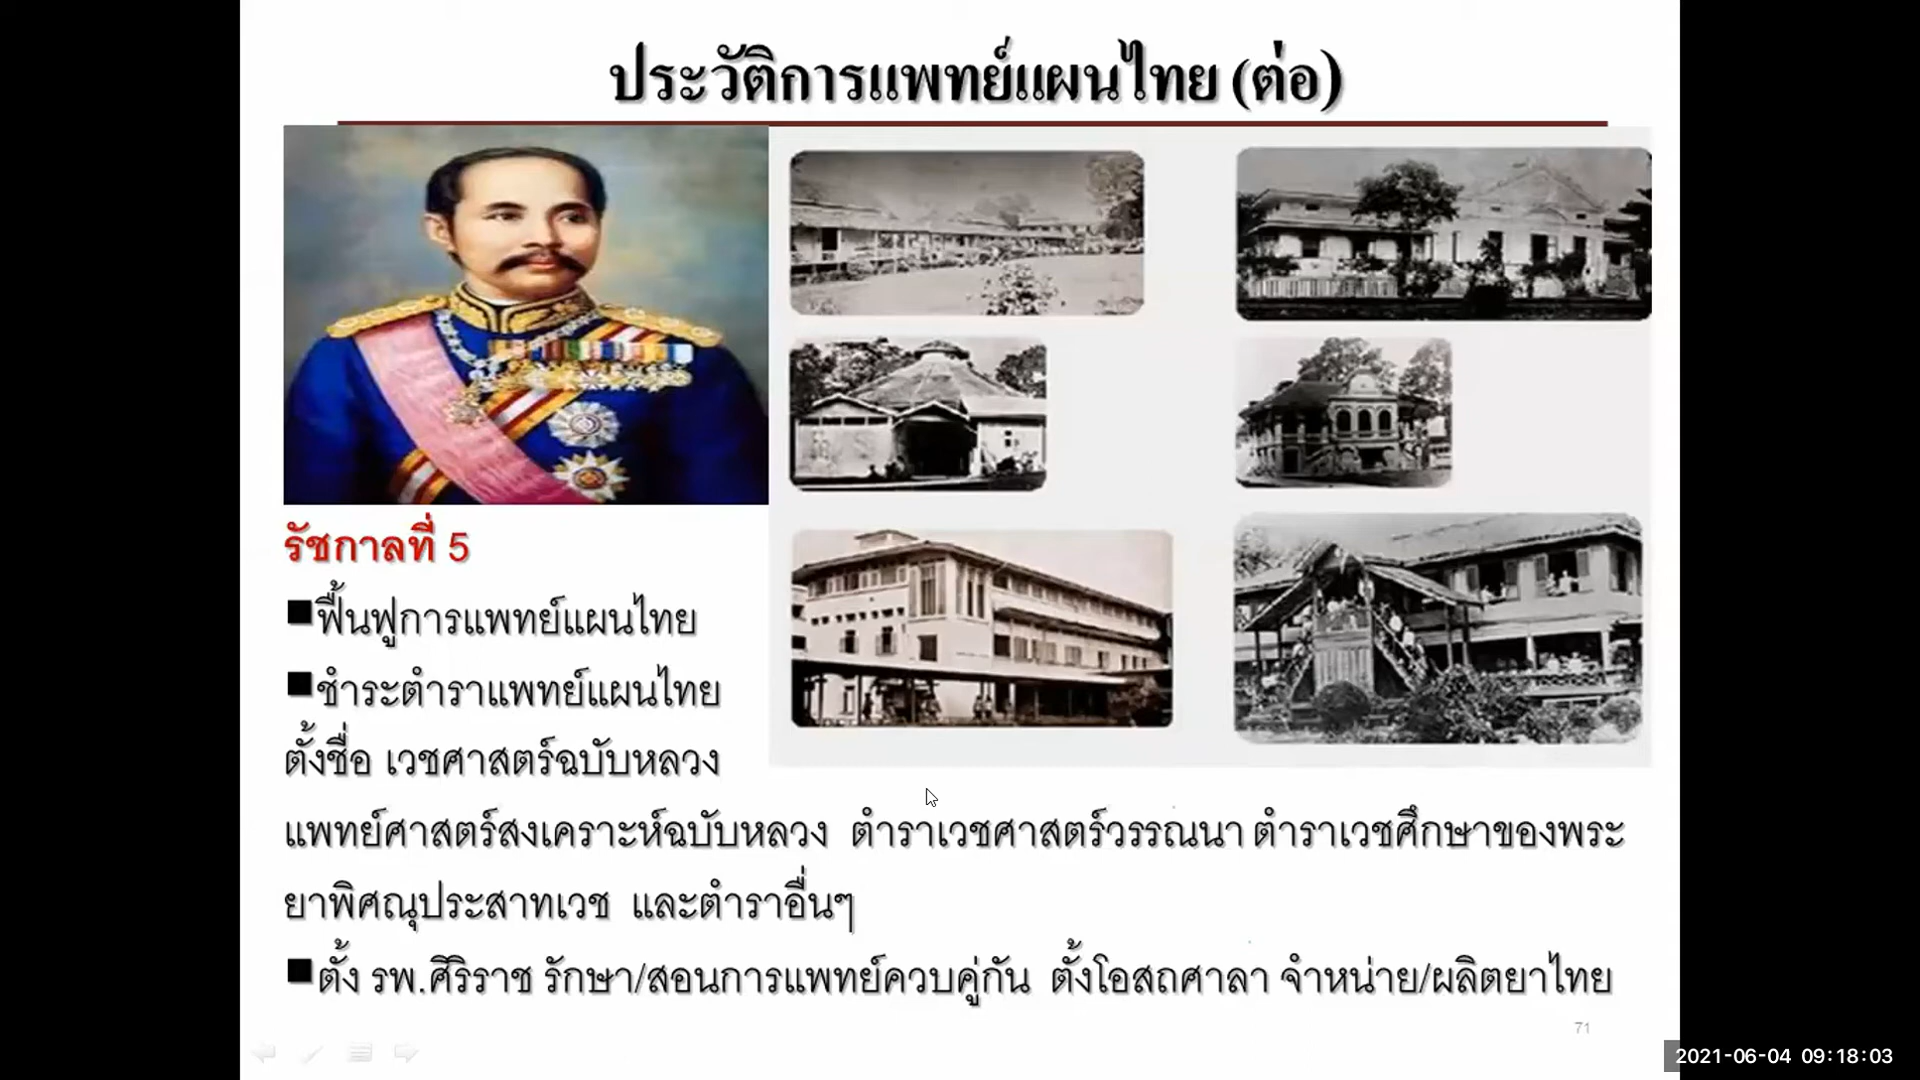 ประวัติการแพทย์แผนไทย (ต่อ)
รัชกาลที่ 5
■ฟื้นฟูการแพทย์แผนไทย
■ชำระตำราแพทย์แผนไทย
ตั้งชื่อ เวชศาสตร์ฉบับหลวง
แพทย์ศาสตร์สงเคราะห์ฉบับหลวง ตำราเวชศาสตร์วรรณนา ตำราเวชศึกษาของพระ
ยาพิศณุประสาทเวช และตำราอื่นๆ
■ตั้ง รพ.ศิริราช รักษา/สอนการแพทย์ควบคู่กัน ตั้งโอสถศาลา จำหน่าย/ผลิตยาไทย
71
2021-06-04 09:18:03